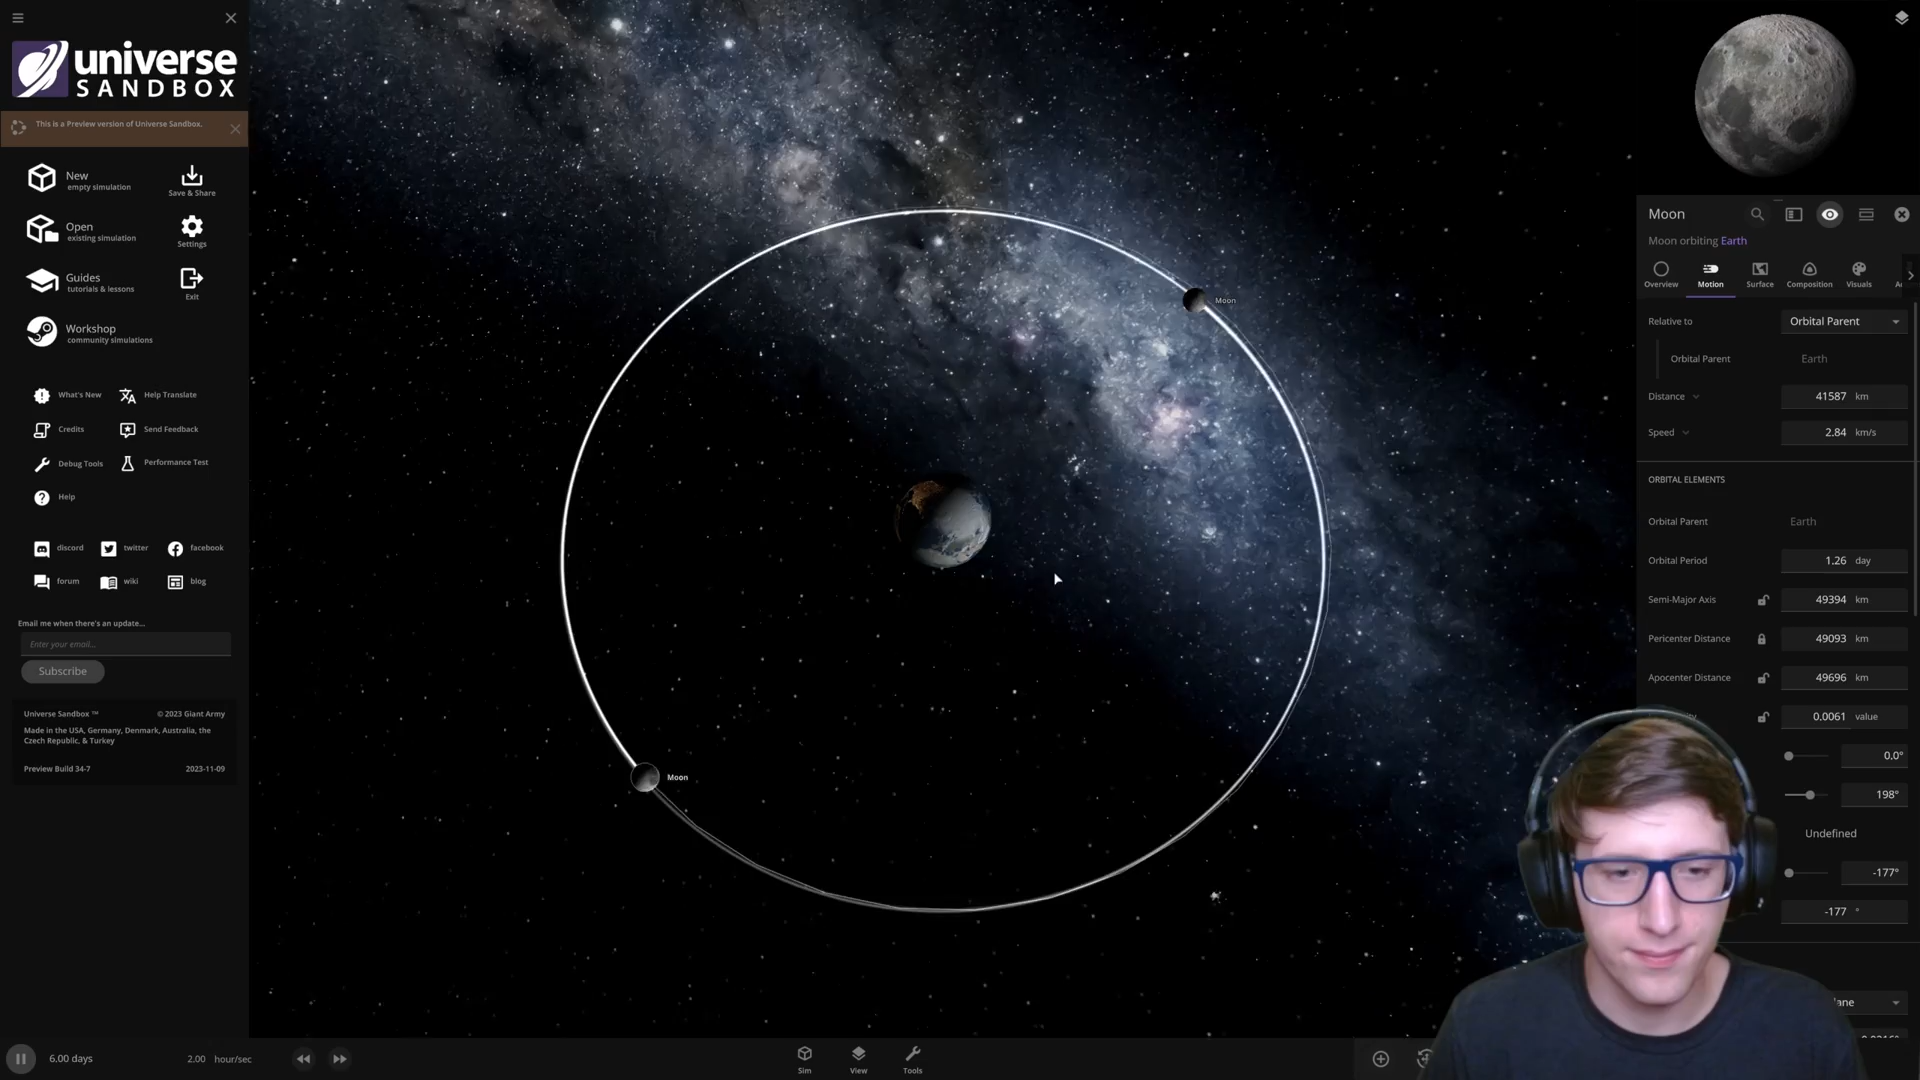 universe
SANDBOX
This is a Preview version of Universe Sandbox.
New
empty simulation
Save & Share
Open
existing simulation
Settings
Guides
tutorials & lessons
Exit
Workshop
community simulations
What's New
Help Translate
Credits
Send Feedback
Debug Tools
Performance Test
Help
discord
twitter
facebook
forum
wiki
blog
Email me when there's an update...
Enter your email...
Subscribe
Universe Sandbox ™
© 2023 Giant Army
Made in the USA, Germany, Denmark, Australia, the
Czech Republic, & Turkey
Preview Build 34-7
2023-11-09
6.00 days
2.00 hour/sec
Moon
Moon
Sim
View
Tools
Moon
Moon orbiting Earth
Overview
Motion
Surface
Composition
Visuals
Relative to
Orbital Parent
Orbital Parent
Earth
Distance
41587 km
Speed
2.84 km/s
ORBITAL ELEMENTS
Orbital Parent
Earth
Orbital Period
1.26 day
Semi-Major Axis
49394 km
Pericenter Distance
49093 km
Apocenter Distance
49696 km
0.0061 value
0.0°
198°
Undefined
-177°
-177 °